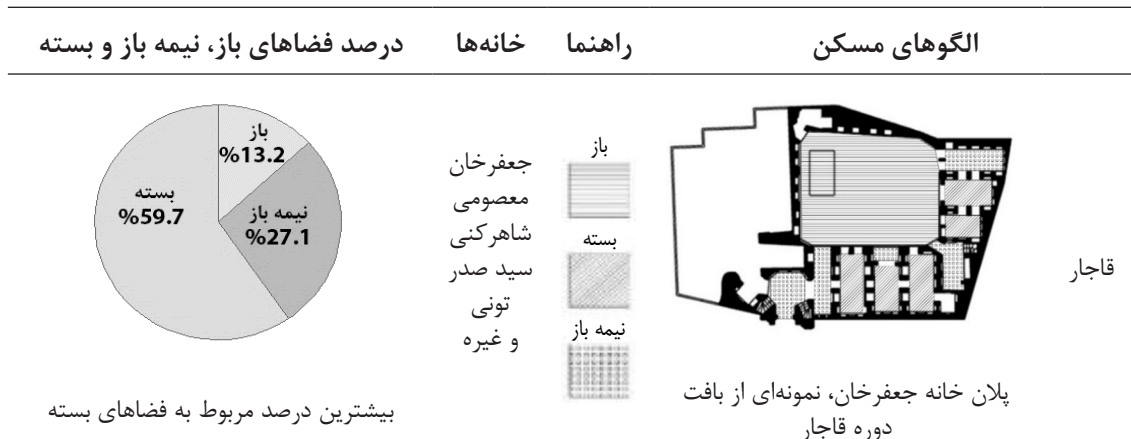 الگوهای مسکن
راهنما
خانه‌ها
درصد فضاهای باز، نیمه باز و بسته
قاجار
پلان خانه جعفرخان، نمونه‌ای از بافت
دوره قاجار
باز
بسته
نیمه باز
جعفرخان
معصومی
شاهرکنی
سید صدر
تونی
و غیره
باز
%13.2
نیمه باز
%27.1
بسته
%59.7
بیشترین درصد مربوط به فضاهای بسته